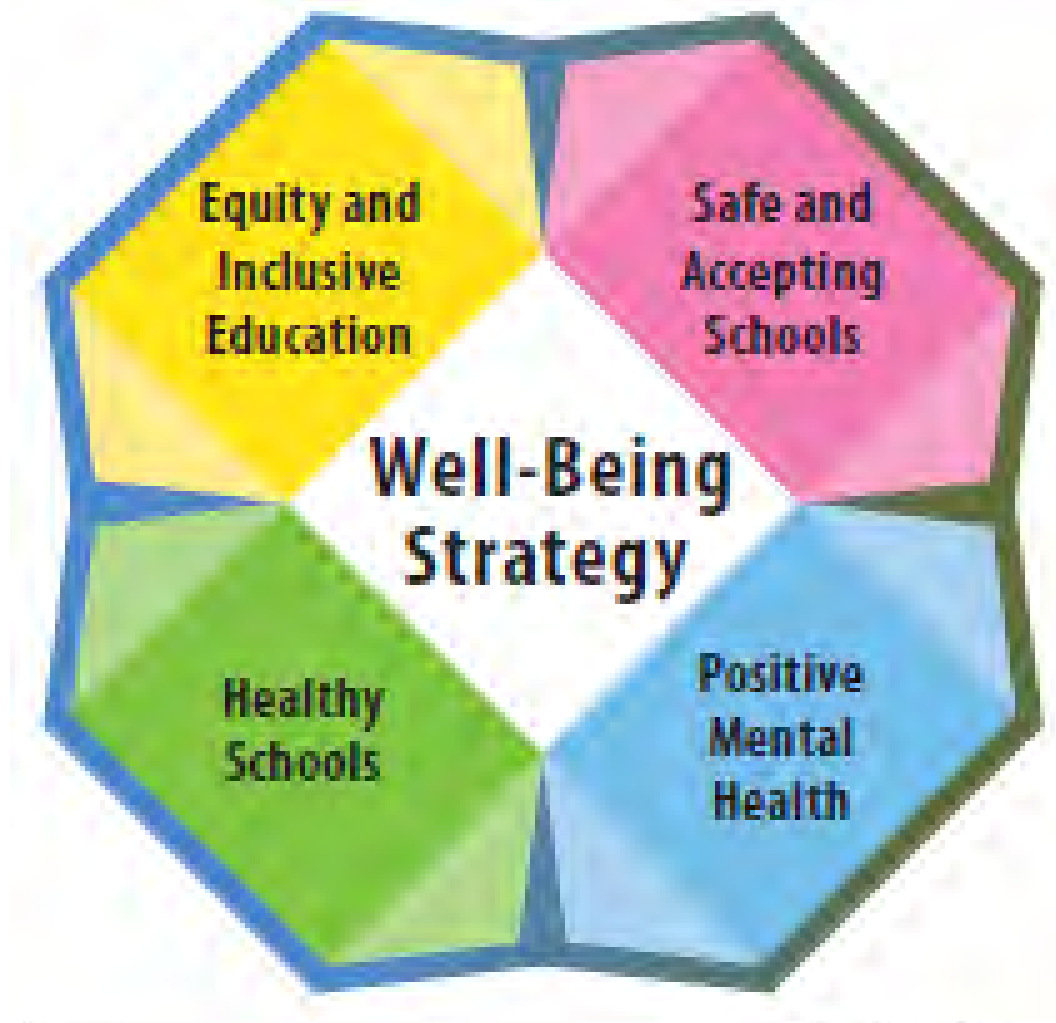 Equity and
Inclusive
Education
Safe and
Accepting
Schools
Well-Being
Strategy
Healthy
Schools
Positive
Mental
Health